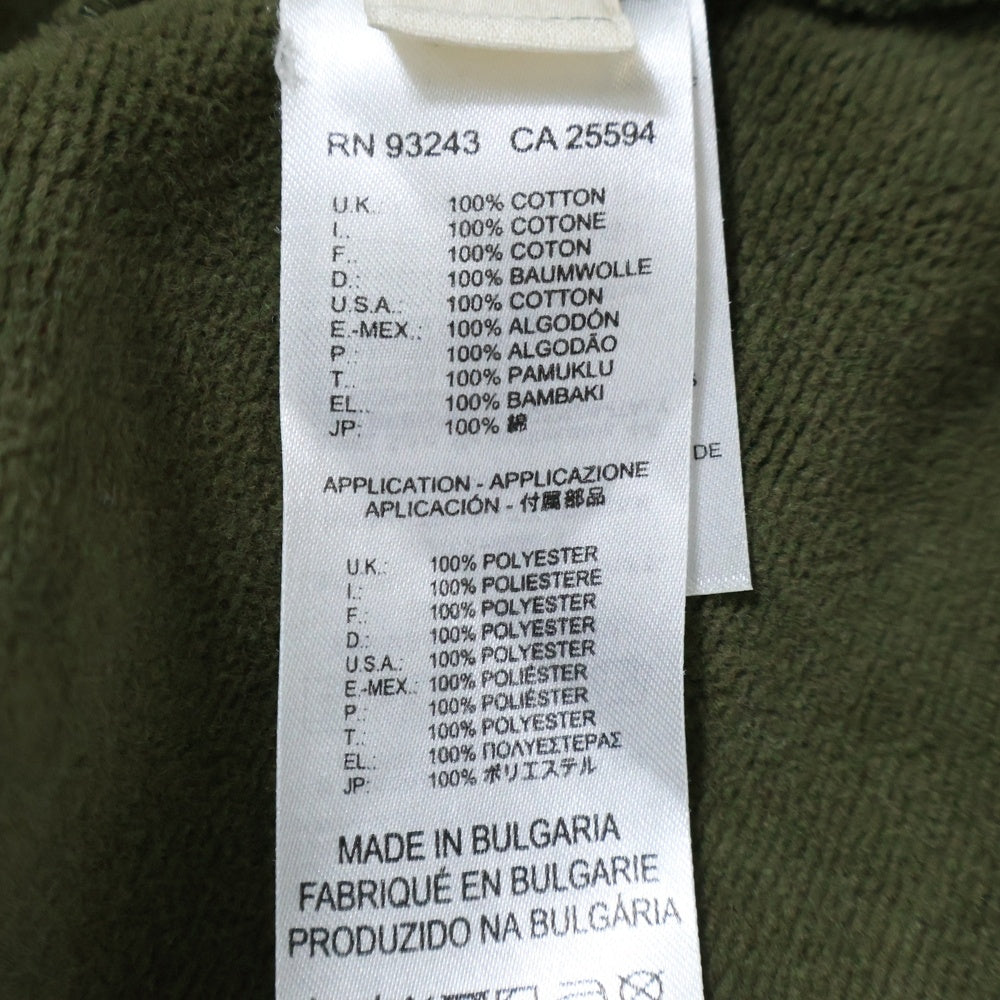 RN 93243 CA 25594
U.K.: 100% COTTON
I.: 100% COTONE
F.: 100% COTON
D.: 100% BAUMWOLLE
U.S.A.: 100% COTTON
E.-MEX.: 100% ALGODÓN
P.: 100% ALGODÃO
T.: 100% PAMUKLU
EL.: 100% BAMBAKI
JP: 100% 綿
APPLICATION - APPLICAZIONE
APLICACIÓN - 付属部品
U.K.: 100% POLYESTER
I.: 100% POLIESTERE
F.: 100% POLYESTER
D.: 100% POLYESTER
U.S.A.: 100% POLYESTER
E.-MEX.: 100% POLIÉSTER
P.: 100% POLIÉSTER
T.: 100% POLYESTER
EL.: 100% ΠΟΛΥΕΣΤΕΡΑΣ
JP: 100% ポリエステル
MADE IN BULGARIA
FABRIQUÉ EN BULGARIE
PRODUZIDO NA BULGÁRIA
DE